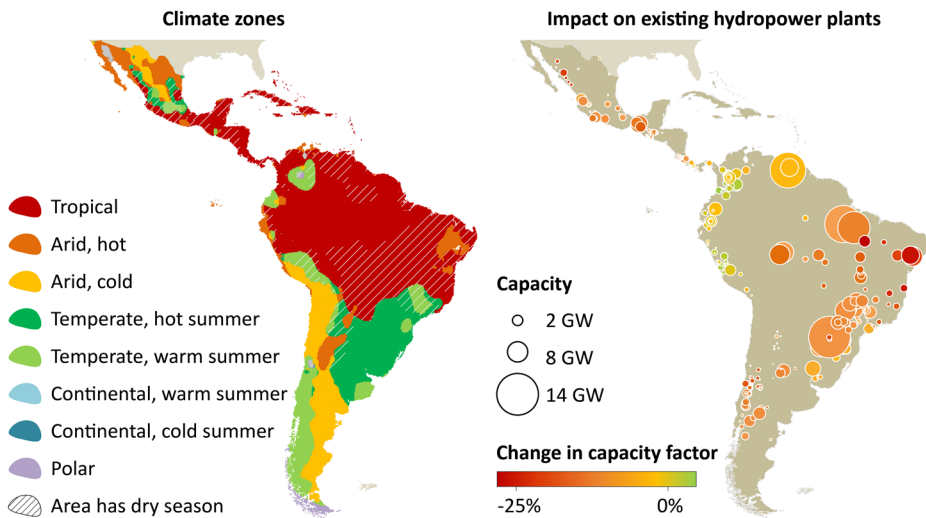 Climate zones
Impact on existing hydropower plants
Tropical
Arid, hot
Arid, cold
Temperate, hot summer
Temperate, warm summer
Continental, warm summer
Continental, cold summer
Polar
Area has dry season
Capacity
2 GW
8 GW
14 GW
Change in capacity factor
-25%
0%